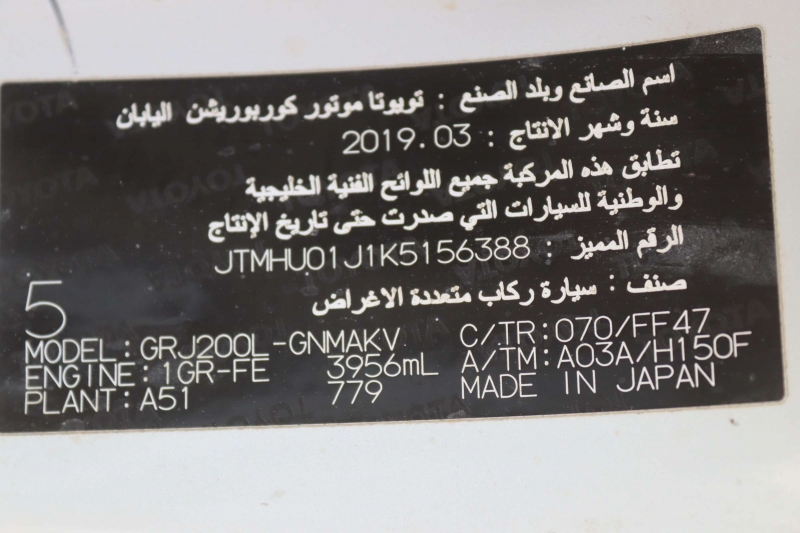 اسم الصانع وبلد الصنع : تويوتا موتور كوربوريشن اليابان
سنة وشهر الانتاج : 2019.03
تطابق هذه المركبة جميع اللوائح الفنية الخليجية
والوطنية للسيارات التي صدرت حتى تاريخ الإنتاج
الرقم المميز : JTMHU01J1K5156388
صنف : سيارة ركاب متعددة الاغراض
5
MODEL:GRJ200L-GNMAKV C/TR:070/FF47
ENGINE:1GR-FE 3956mL A/TM:A03A/H150F
PLANT:A51 779 MADE IN JAPAN